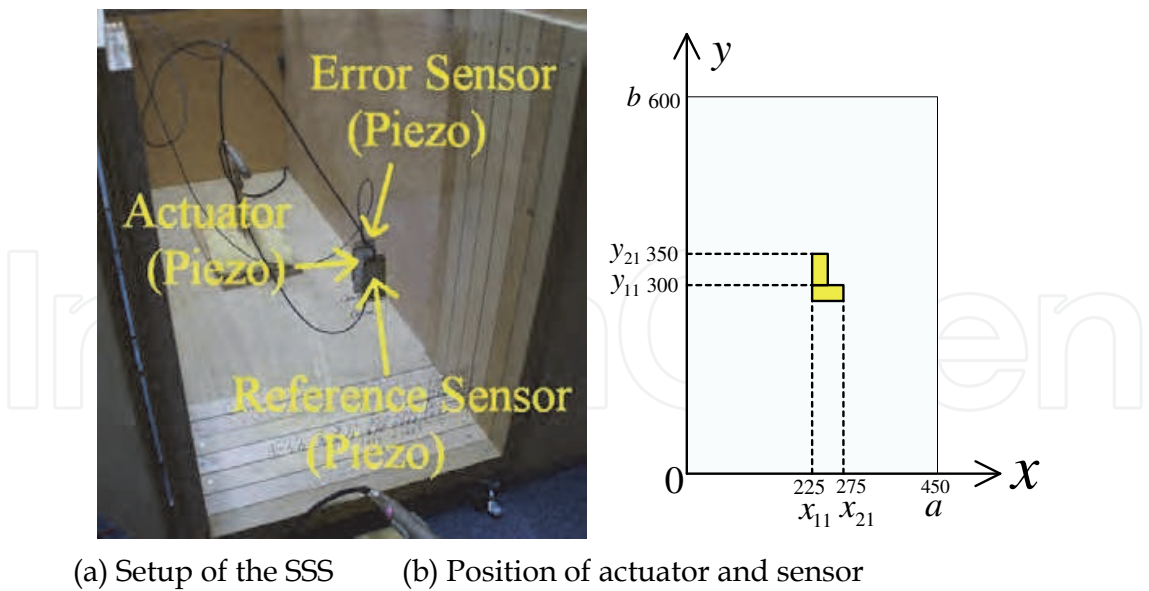 Error Sensor
(Piezo)
Actuator
(Piezo)
Reference Sensor
(Piezo)
y
b 600
y21 350
y11 300
0
225 275 450
x11 x21 a
x
(a) Setup of the SSS (b) Position of actuator and sensor